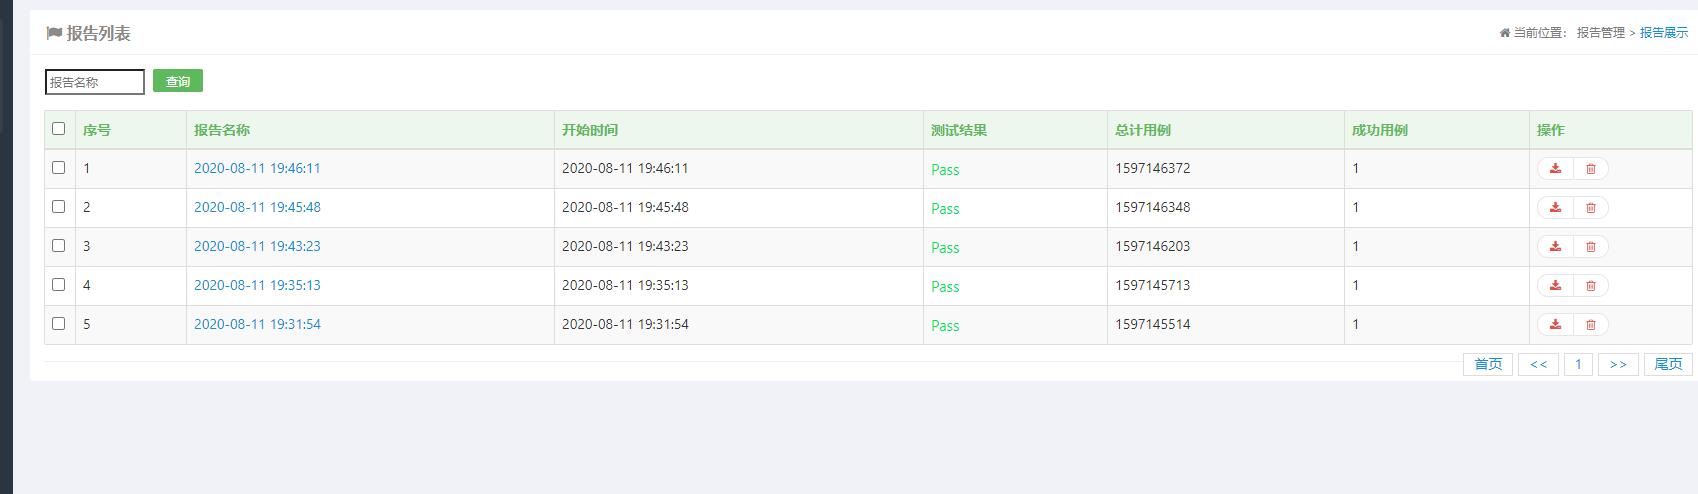 报告列表
当前位置： 报告管理 > 报告展示
报告名称 查询
序号 报告名称 开始时间 测试结果 总计用例 成功用例 操作
1 2020-08-11 19:46:11 2020-08-11 19:46:11 Pass 1597146372 1
2 2020-08-11 19:45:48 2020-08-11 19:45:48 Pass 1597146348 1
3 2020-08-11 19:43:23 2020-08-11 19:43:23 Pass 1597146203 1
4 2020-08-11 19:35:13 2020-08-11 19:35:13 Pass 1597145713 1
5 2020-08-11 19:31:54 2020-08-11 19:31:54 Pass 1597145514 1
首页 << 1 >> 尾页